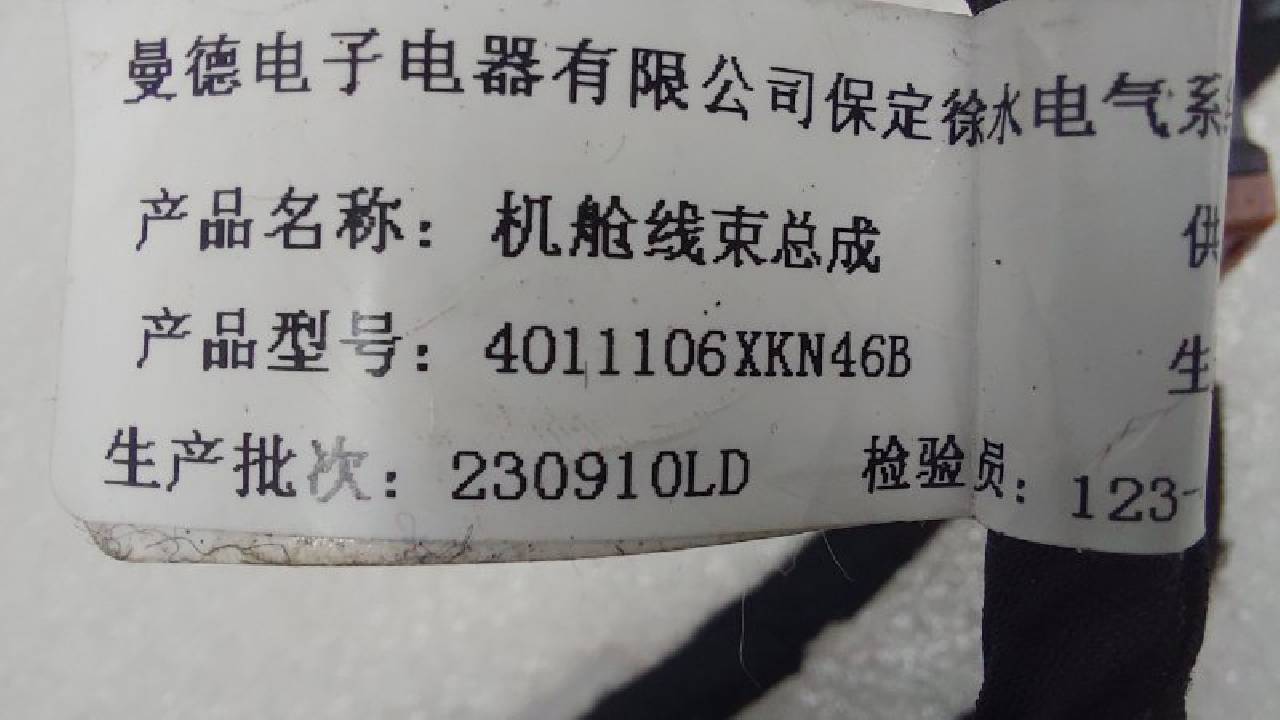 曼德电子电器有限公司保定徐水电气系
产品名称：机舱线束总成 供
产品型号：4011106XKN46B 生
生产批次：230910LD 检验员：123-